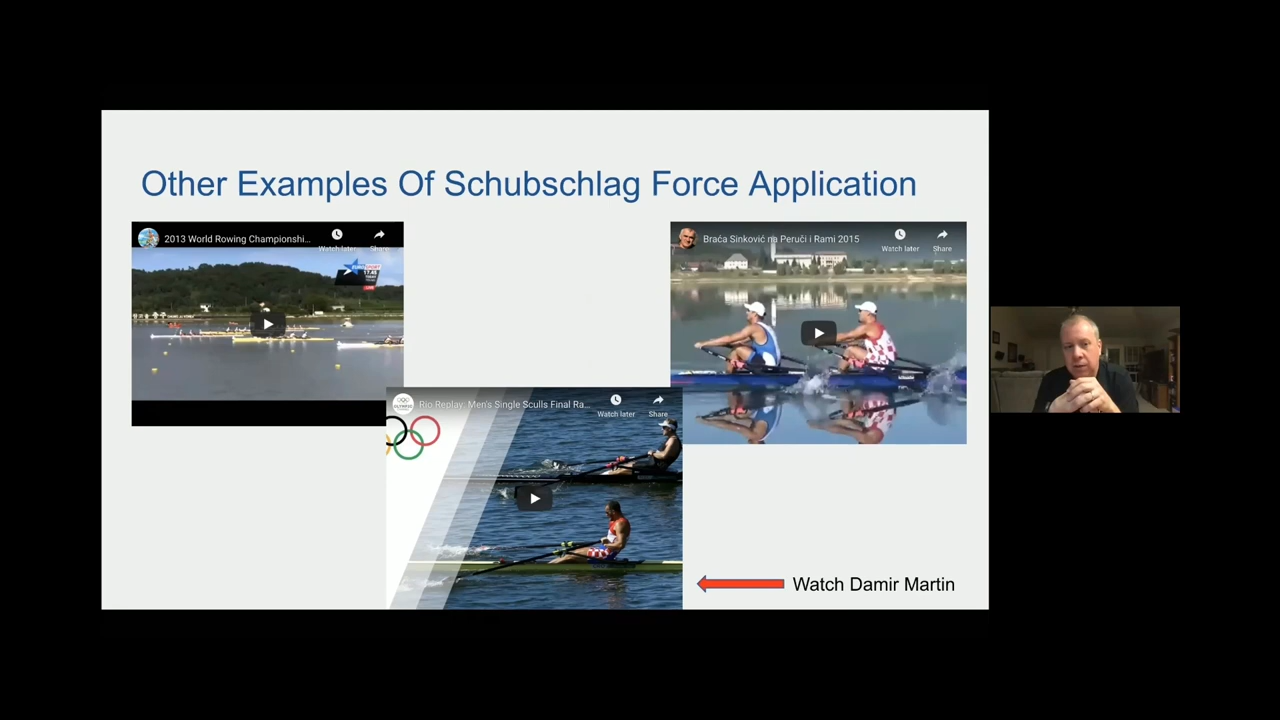 Other Examples Of Schubschlag Force Application
2013 World Rowing Championshi...
Watch later
Share
Braća Sinković na Peruči i Rami 2015
Watch later
Share
Rio Replay: Men's Single Sculls Final Ra...
Watch later
Share
Watch Damir Martin